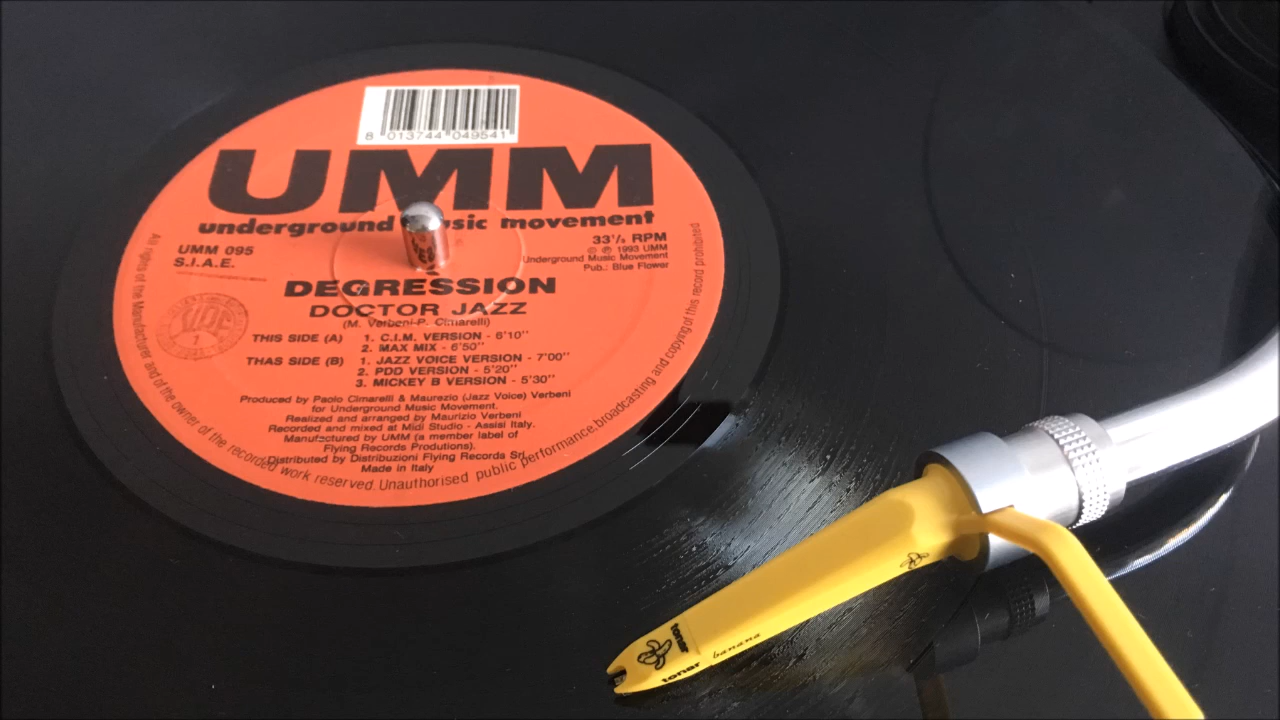 8 013744 049541
UMM
underground music movement
UMM 095
S.I.A.E.
33⅓ RPM
© ℗ 1993 UMM
Underground Music Movement
Pub.: Blue Flower
DEGRESSION
DOCTOR JAZZ
(M. Verbeni-P. Cimarelli)
THIS SIDE (A) 1. C.I.M. VERSION - 6'10''
2. MAX MIX - 6'50''
THAS SIDE (B) 1. JAZZ VOICE VERSION - 7'00''
2. PDD VERSION - 5'20''
3. MICKEY B VERSION - 5'30''
Produced by Paolo Cimarelli & Maurezio (Jazz Voice) Verbeni
for Underground Music Movement.
Realized and arranged by Maurizio Verbeni
Recorded and mixed at Midi Studio - Assisi Italy.
Manufactured by UMM (a member label of
Flying Records Produtions).
Distributed by Distribuzioni Flying Records Srl
Made in Italy
All rights of the Manufacturer and of the owner of the recorded work reserved. Unauthorised public performance, broadcasting and copying of this record prohibited
tonar
tonar
banana